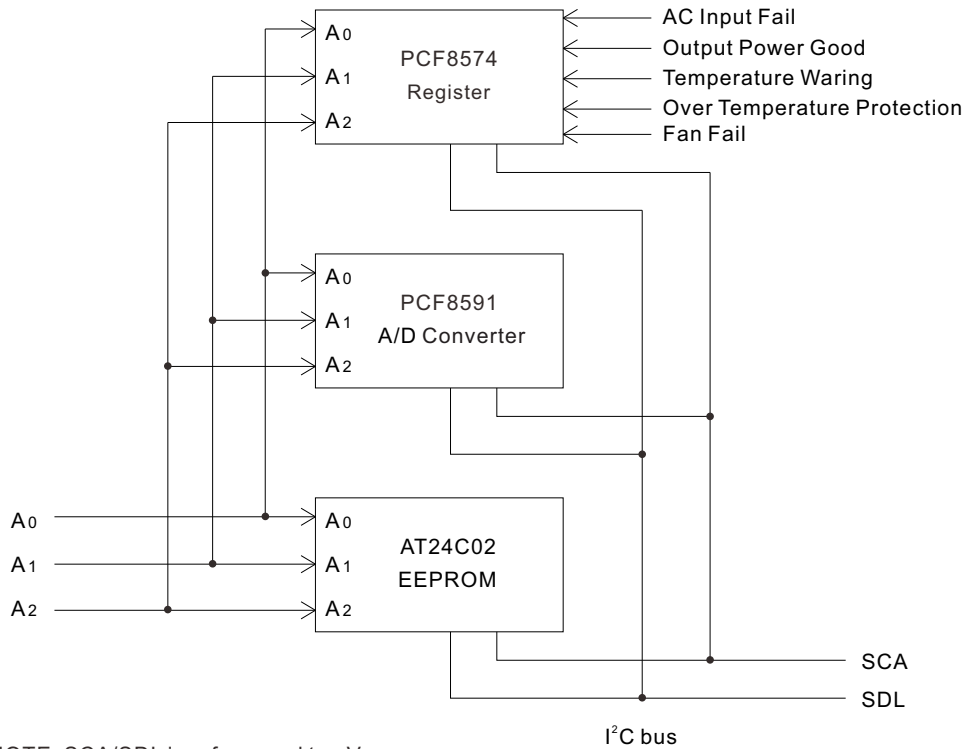 A0
A1
A2
PCF8574
Register
AC Input Fail
Output Power Good
Temperature Waring
Over Temperature Protection
Fan Fail
A0
A1
A2
PCF8591
A/D Converter
A0
A1
A2
A0
A1
A2
AT24C02
EEPROM
SCA
SDL
I²C bus